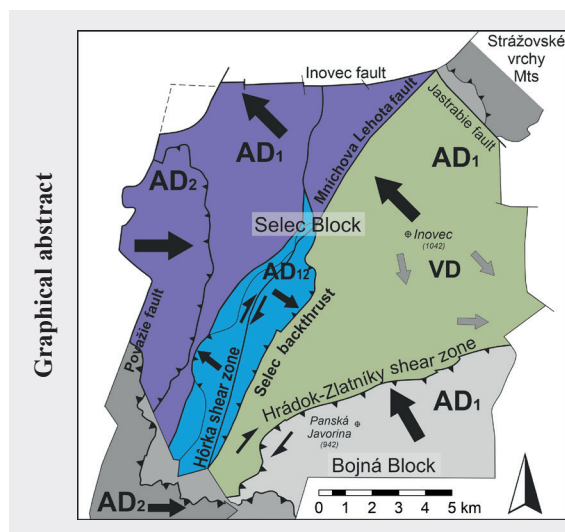 Graphical abstract
Strážovské
vrchy
Mts
Inovec fault
Jastrabie fault
Mníchova Lehota fault
AD1
AD1
AD2
Selec Block
Inovec
(1042)
VD
AD12
Považie fault
Selec backthrust
Hôrka shear zone
Hrádok-Zlatníky shear zone
AD1
Panská
Javorina
(942)
Bojná Block
AD2
0 1 2 3 4 5 km